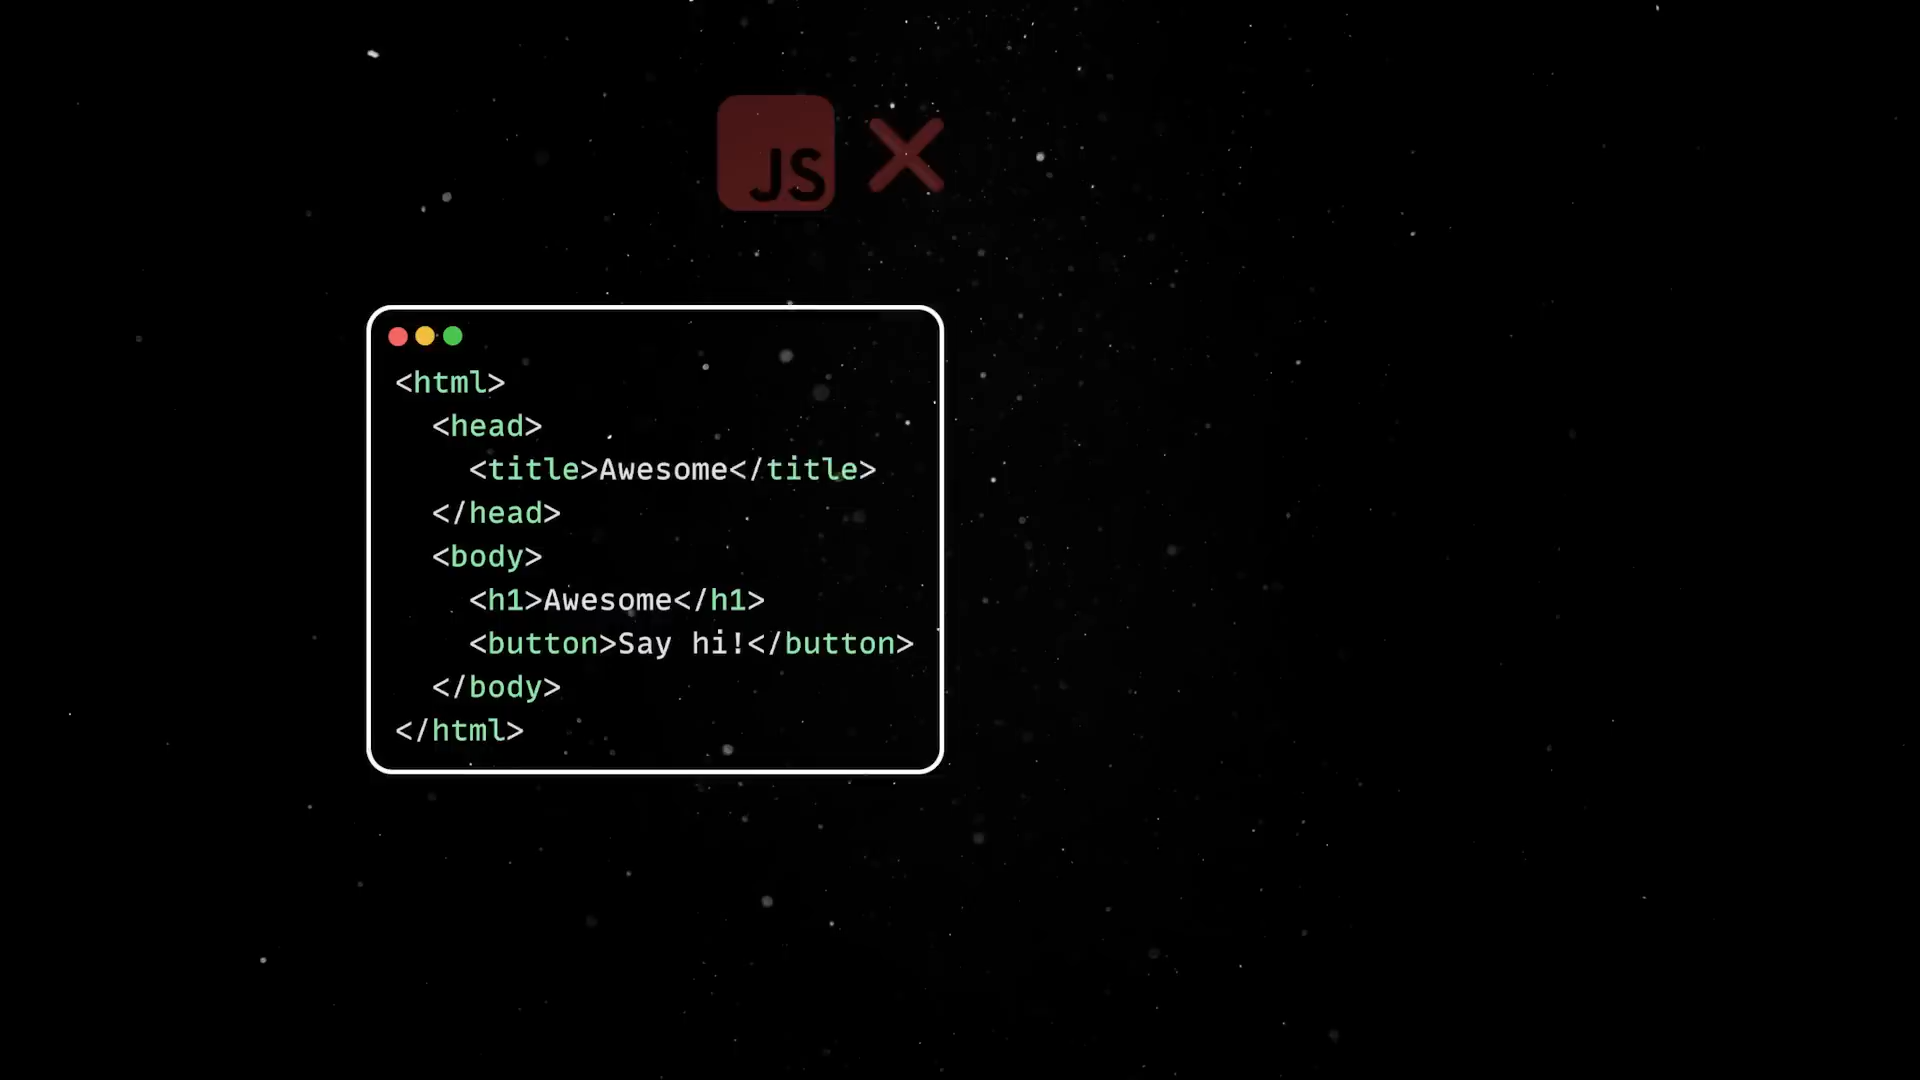 JS
<html>
<head>
<title>Awesome</title>
</head>
<body>
<h1>Awesome</h1>
<button>Say hi!</button>
</body>
</html>